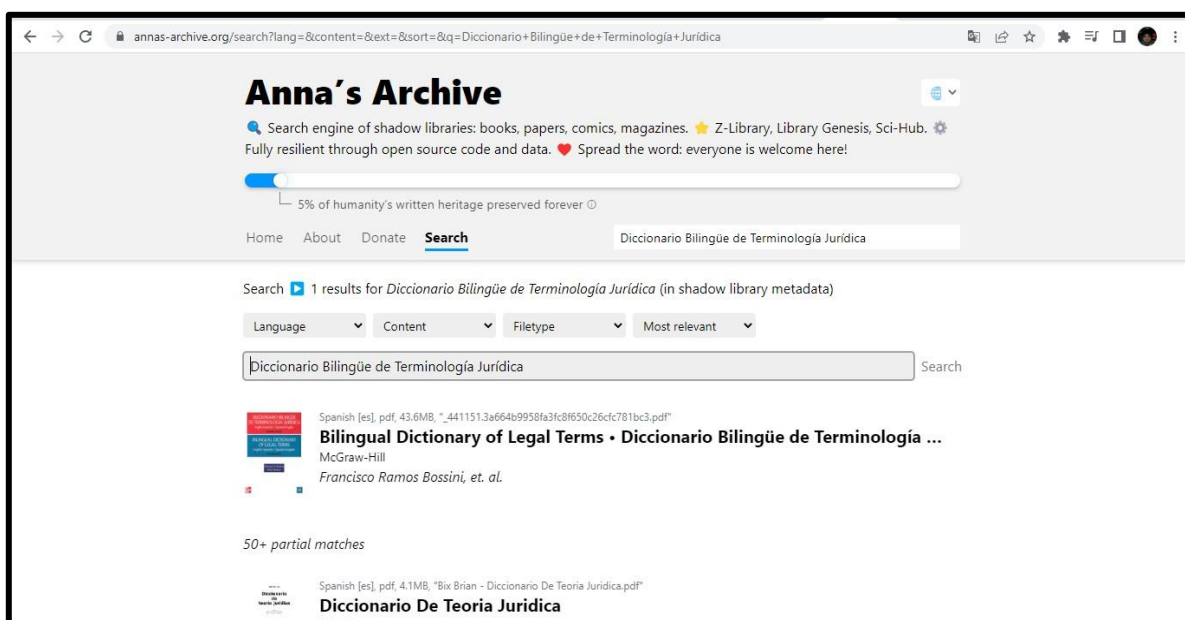 annas-archive.org/search?lang=&content=&ext=&sort=&q=Diccionario+Bilingüe+de+Terminología+Jurídica
Anna's Archive
Search engine of shadow libraries: books, papers, comics, magazines. ⭐ Z-Library, Library Genesis, Sci-Hub.
Fully resilient through open source code and data. ❤️ Spread the word: everyone is welcome here!
5% of humanity's written heritage preserved forever
Home About Donate Search Diccionario Bilingüe de Terminología Jurídica
Search ▶ 1 results for Diccionario Bilingüe de Terminología Jurídica (in shadow library metadata)
Language Content Filetype Most relevant
Diccionario Bilingüe de Terminología Jurídica Search
Spanish [es], pdf, 43.6MB, "_441151.3a664b9958fa3fc8f650c26cfc781bc3.pdf"
Bilingual Dictionary of Legal Terms • Diccionario Bilingüe de Terminología ...
McGraw-Hill
Francisco Ramos Bossini, et. al.
50+ partial matches
Spanish [es], pdf, 4.1MB, "Bix Brian - Diccionario De Teoria Juridica.pdf"
Diccionario De Teoria Juridica